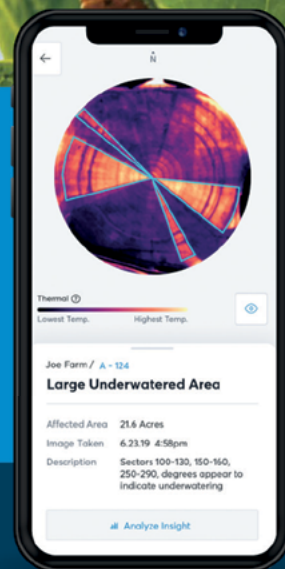 N
Thermal ?
Lowest Temp. Highest Temp.
Joe Farm / A - 124
Large Underwatered Area
Affected Area 21.6 Acres
Image Taken 6.23.19 4:58pm
Description Sectors 100-130, 150-160,
250-290, degrees appear to
indicate underwatering
Analyze Insight